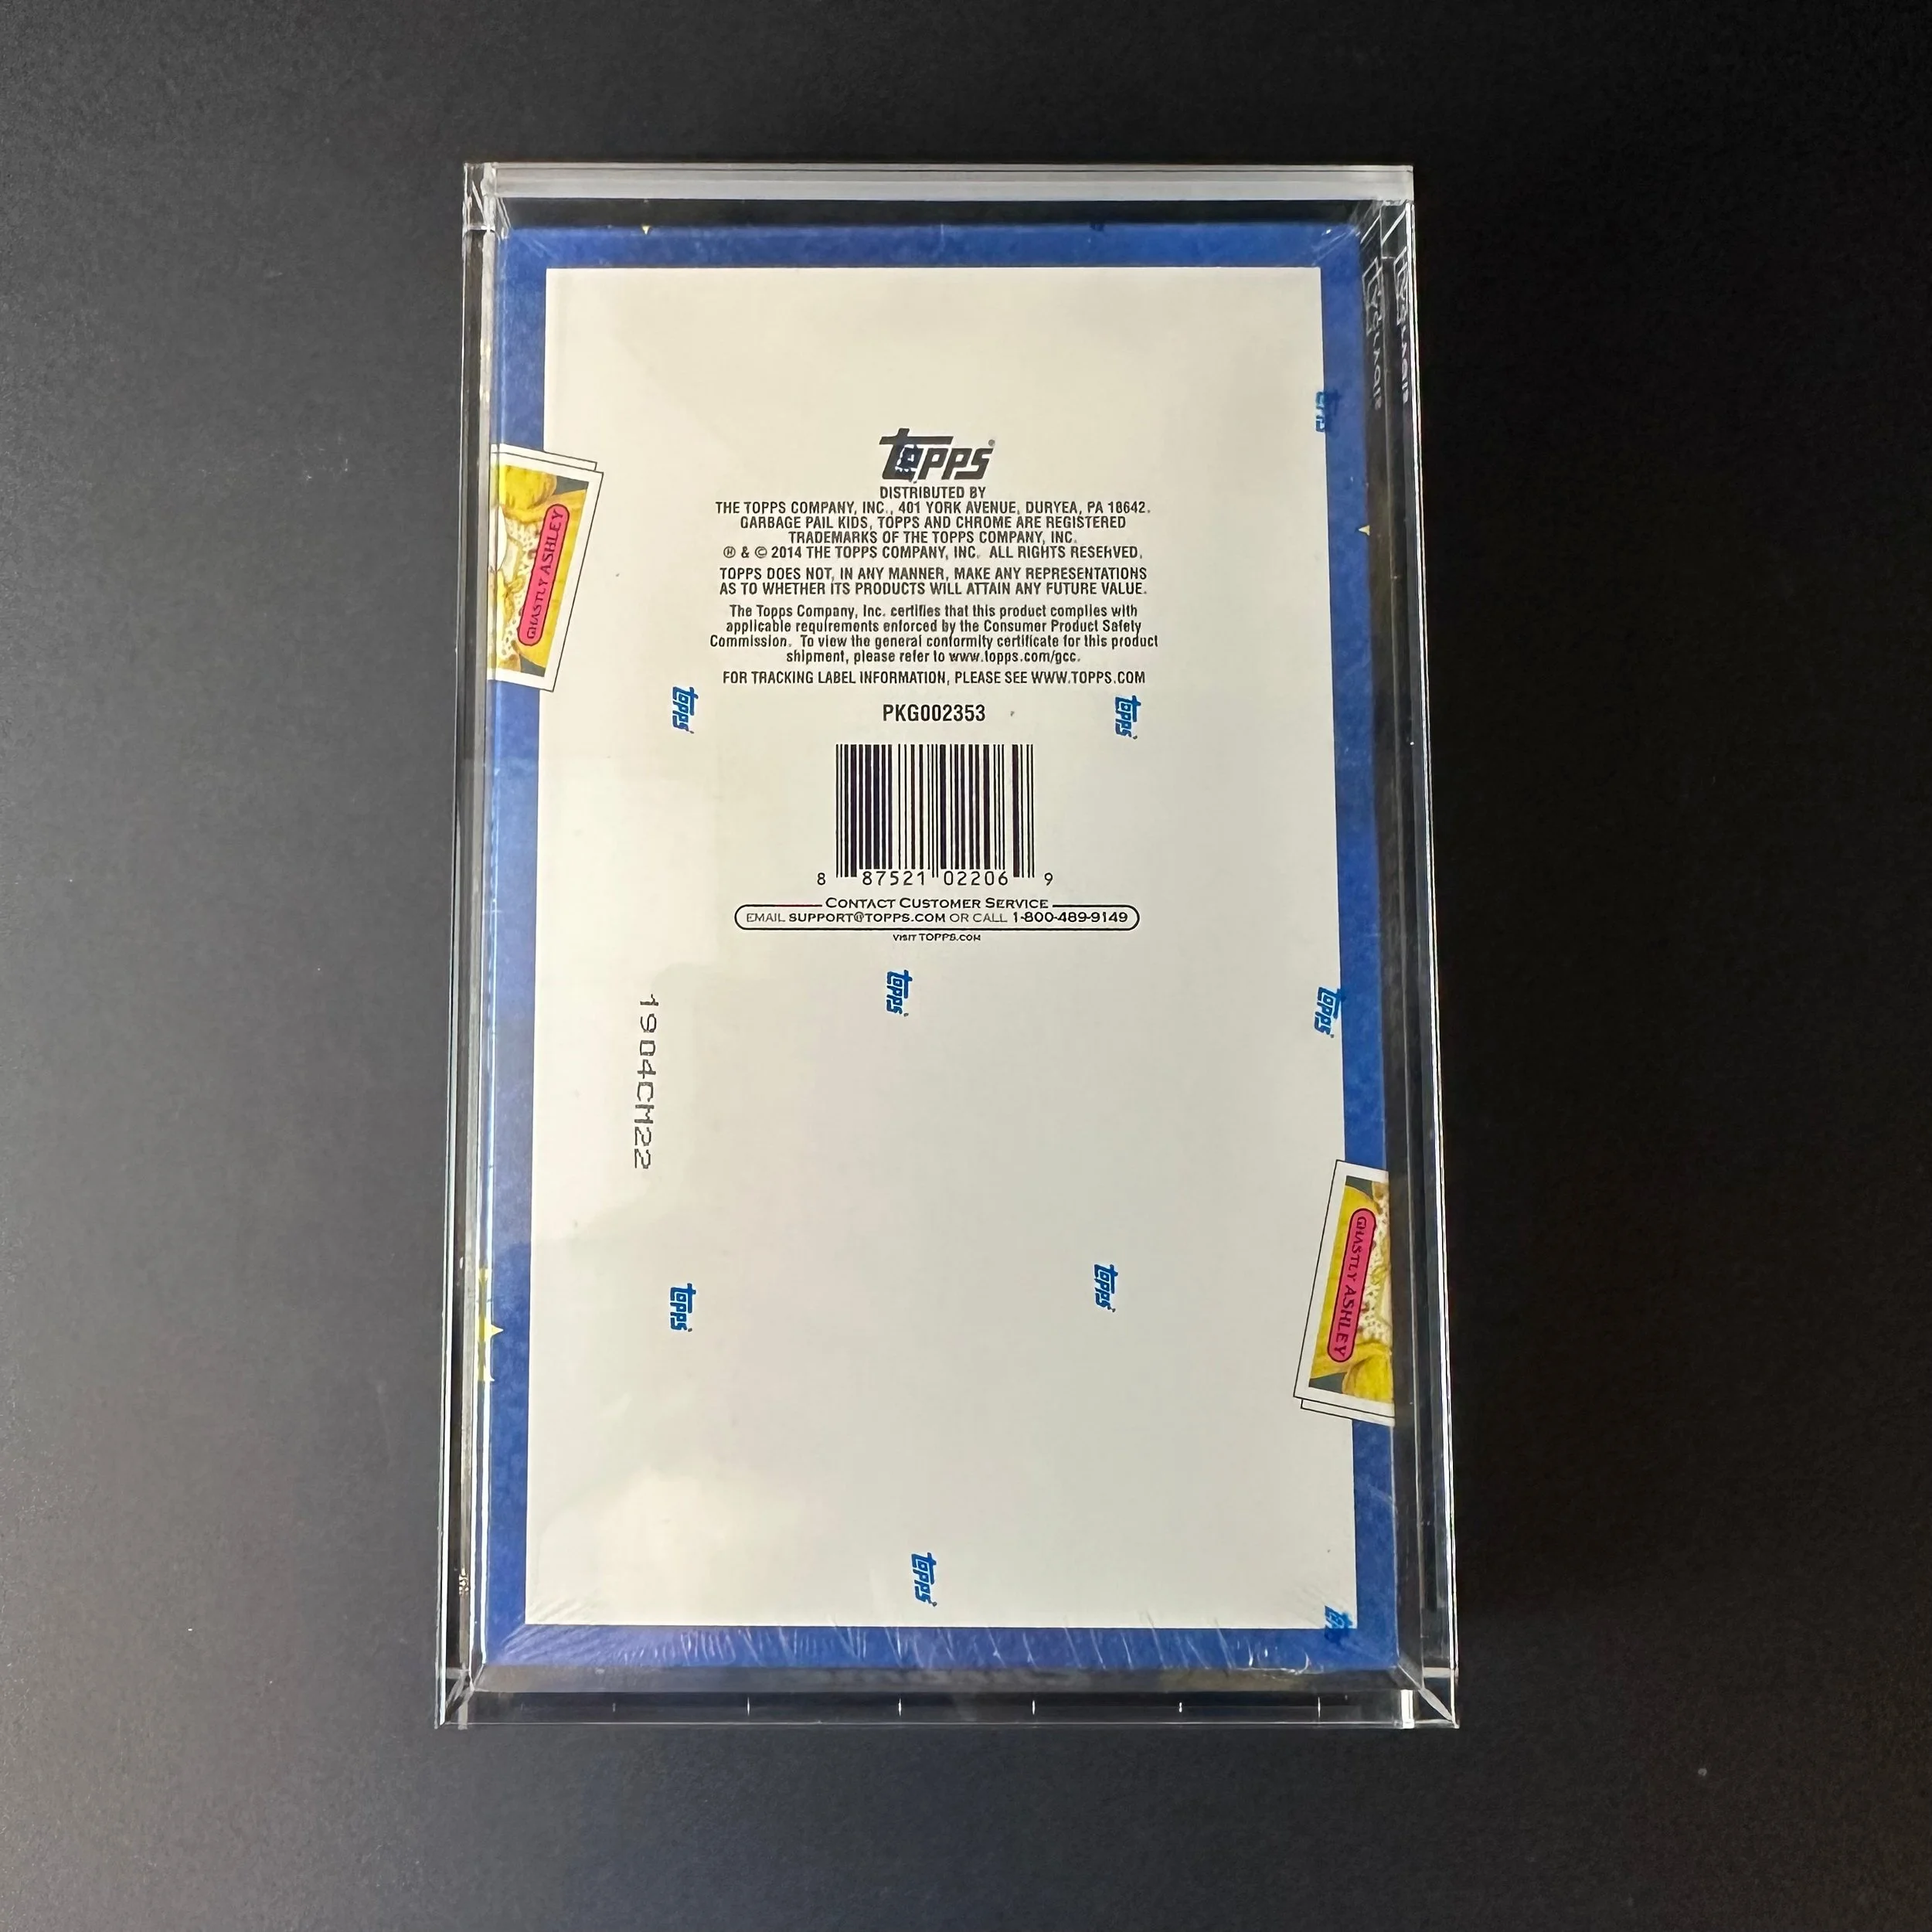 topps
DISTRIBUTED BY
THE TOPPS COMPANY, INC., 401 YORK AVENUE, DURYEA, PA 18642.
GARBAGE PAIL KIDS, TOPPS AND CHROME ARE REGISTERED
TRADEMARKS OF THE TOPPS COMPANY, INC.
® & © 2014 THE TOPPS COMPANY, INC. ALL RIGHTS RESERVED.
TOPPS DOES NOT, IN ANY MANNER, MAKE ANY REPRESENTATIONS
AS TO WHETHER ITS PRODUCTS WILL ATTAIN ANY FUTURE VALUE.
The Topps Company, Inc. certifies that this product complies with
applicable requirements enforced by the Consumer Product Safety
Commission. To view the general conformity certificate for this product
shipment, please refer to www.topps.com/gcc.
FOR TRACKING LABEL INFORMATION, PLEASE SEE WWW.TOPPS.COM
PKG002353
8 87521 02206 9
CONTACT CUSTOMER SERVICE
EMAIL SUPPORT@TOPPS.COM OR CALL 1-800-489-9149
VISIT TOPPS.COM
GHASTLY ASHLEY
topps
topps
topps
topps
1904CM22
topps
topps
GHASTLY ASHLEY
topps